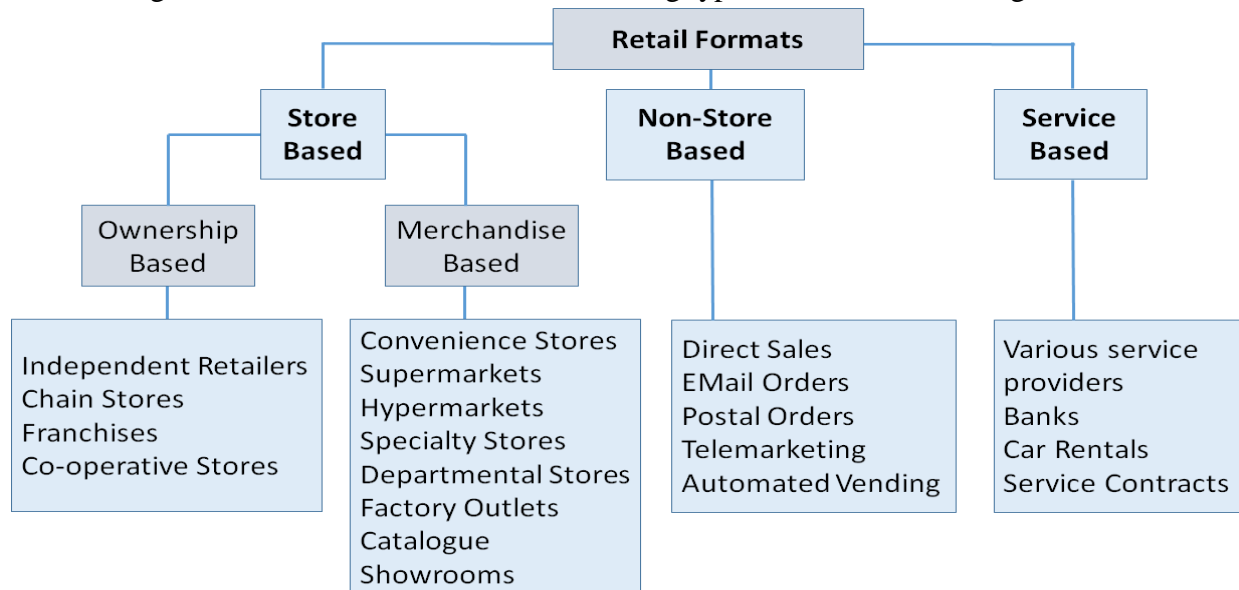 Retail Formats
Store
Based
Non-Store
Based
Service
Based
Ownership
Based
Merchandise
Based
Independent Retailers
Chain Stores
Franchises
Co-operative Stores
Convenience Stores
Supermarkets
Hypermarkets
Specialty Stores
Departmental Stores
Factory Outlets
Catalogue
Showrooms
Direct Sales
EMail Orders
Postal Orders
Telemarketing
Automated Vending
Various service
providers
Banks
Car Rentals
Service Contracts